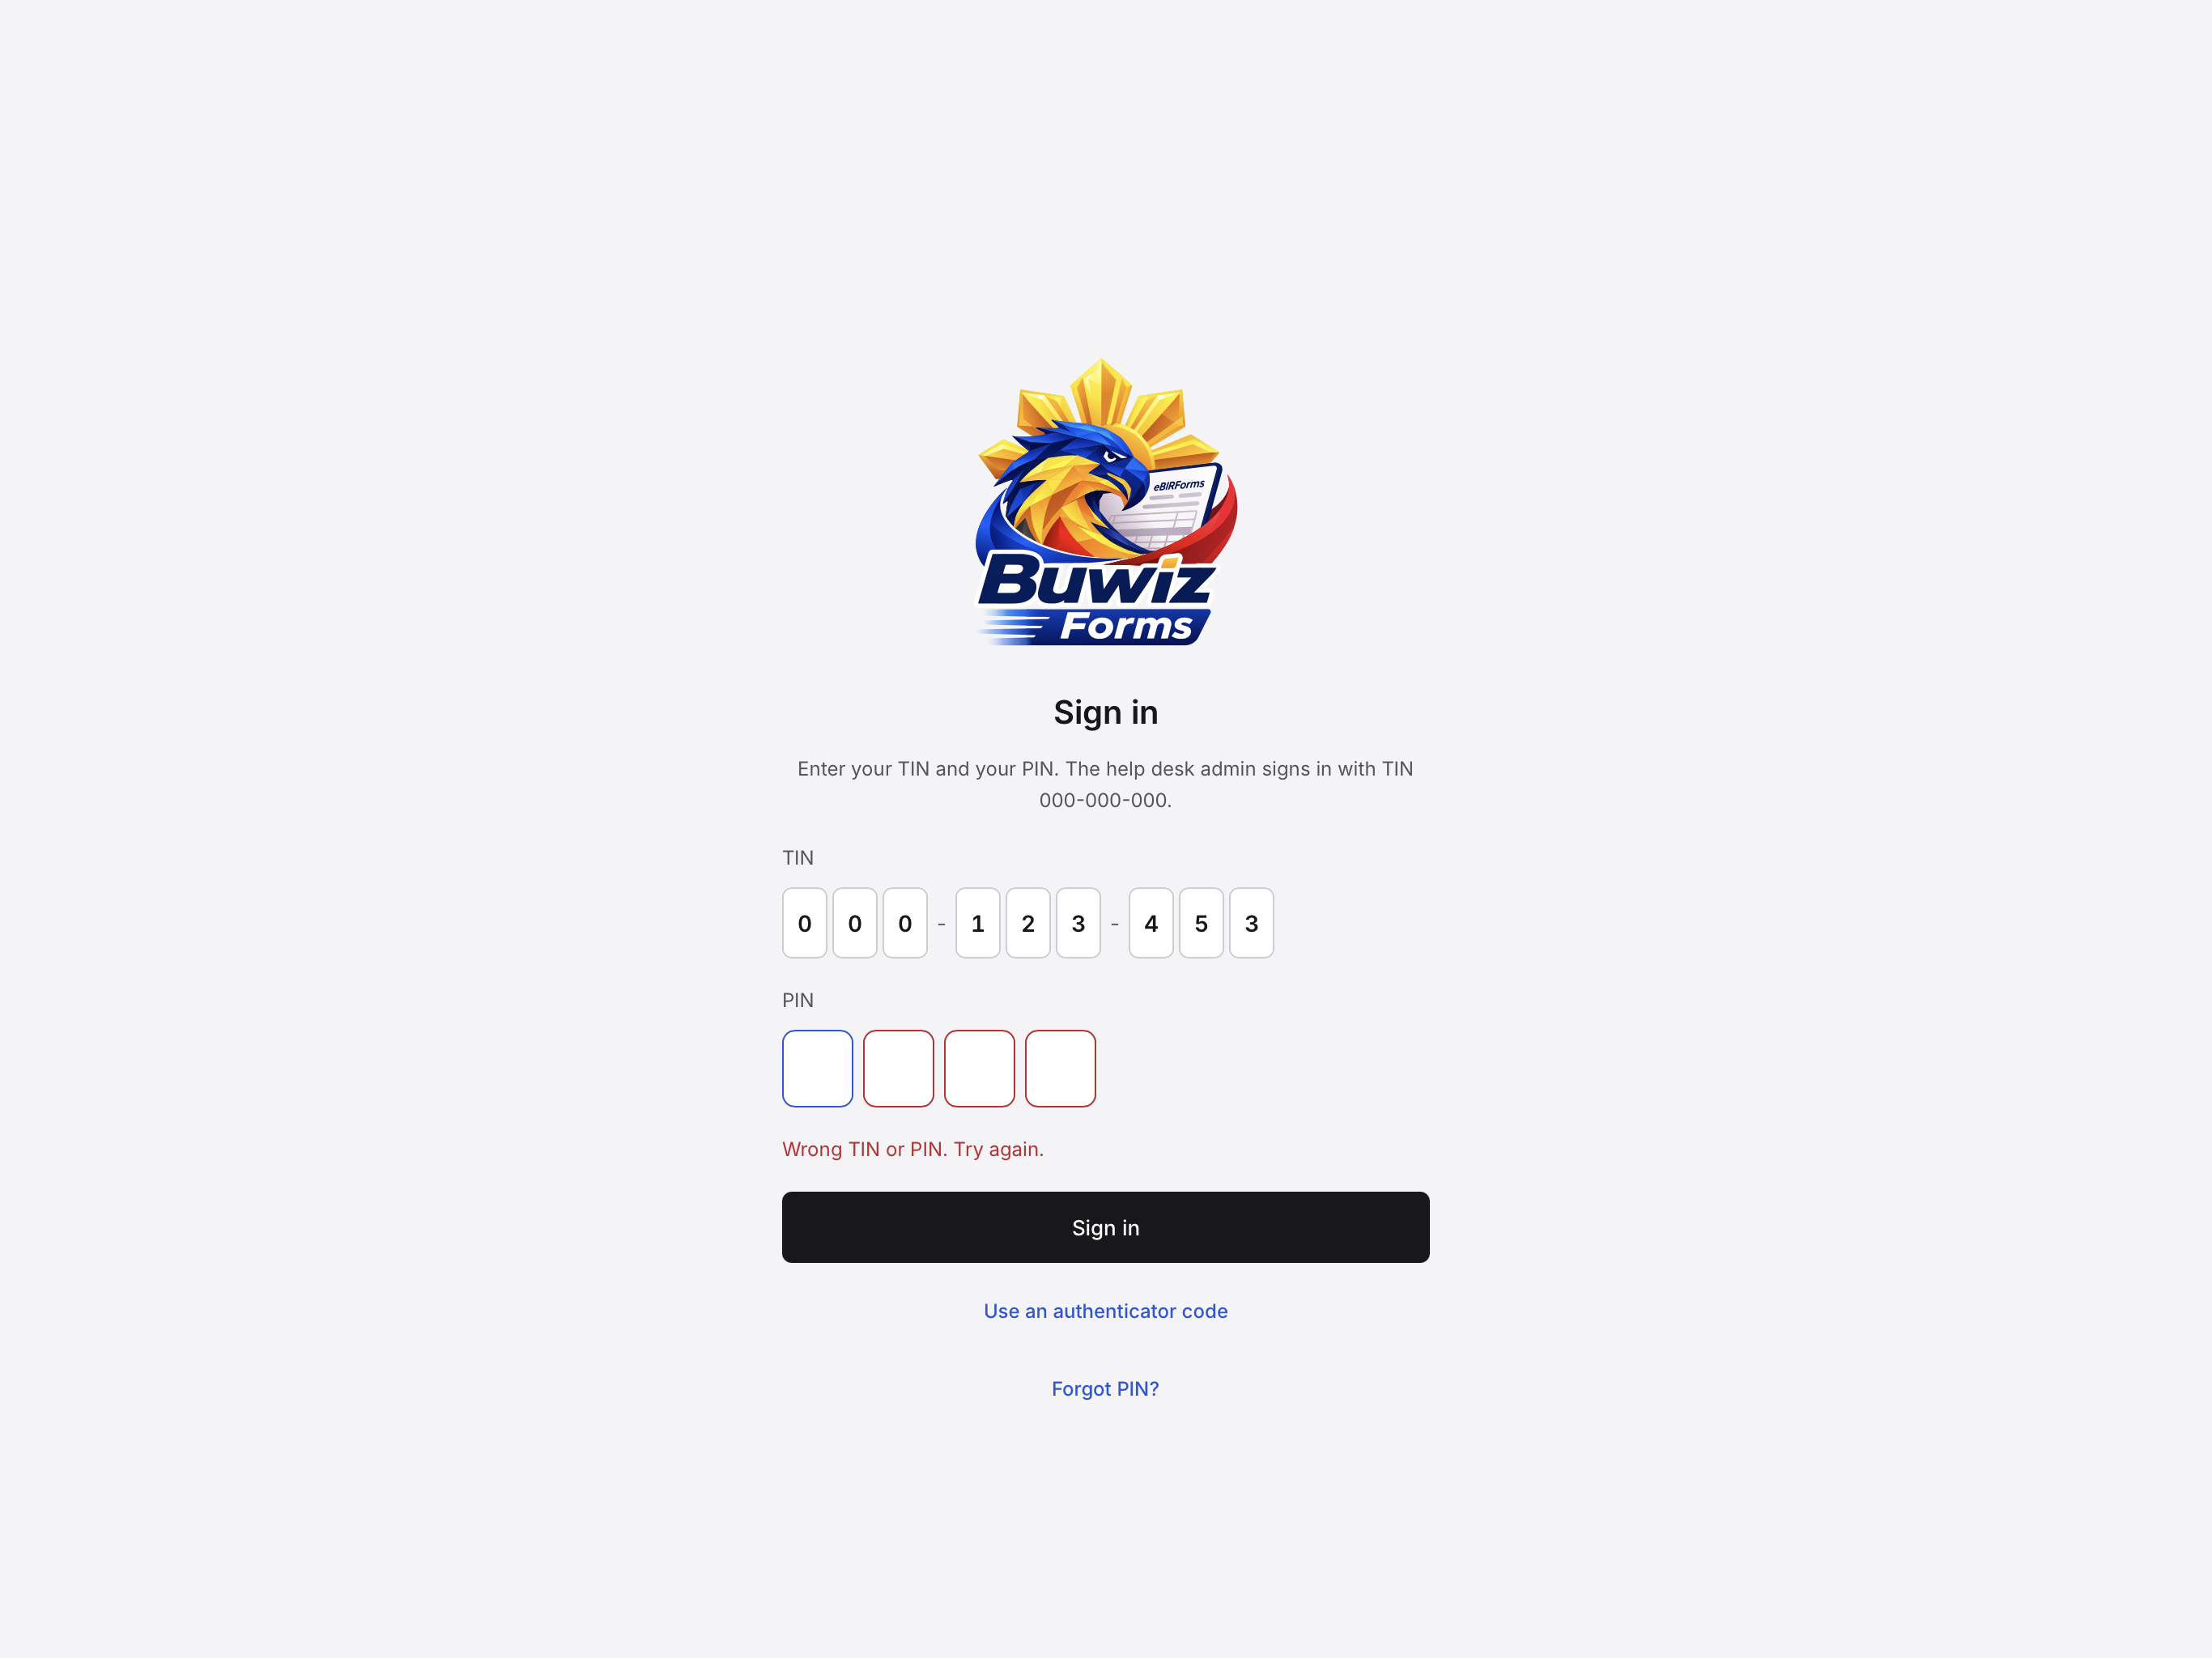 eBIRForms
Buwiz
Forms
Sign in
Enter your TIN and your PIN. The help desk admin signs in with TIN
000-000-000.
TIN
0 0 0 - 1 2 3 - 4 5 3
PIN
Wrong TIN or PIN. Try again.
Sign in
Use an authenticator code
Forgot PIN?